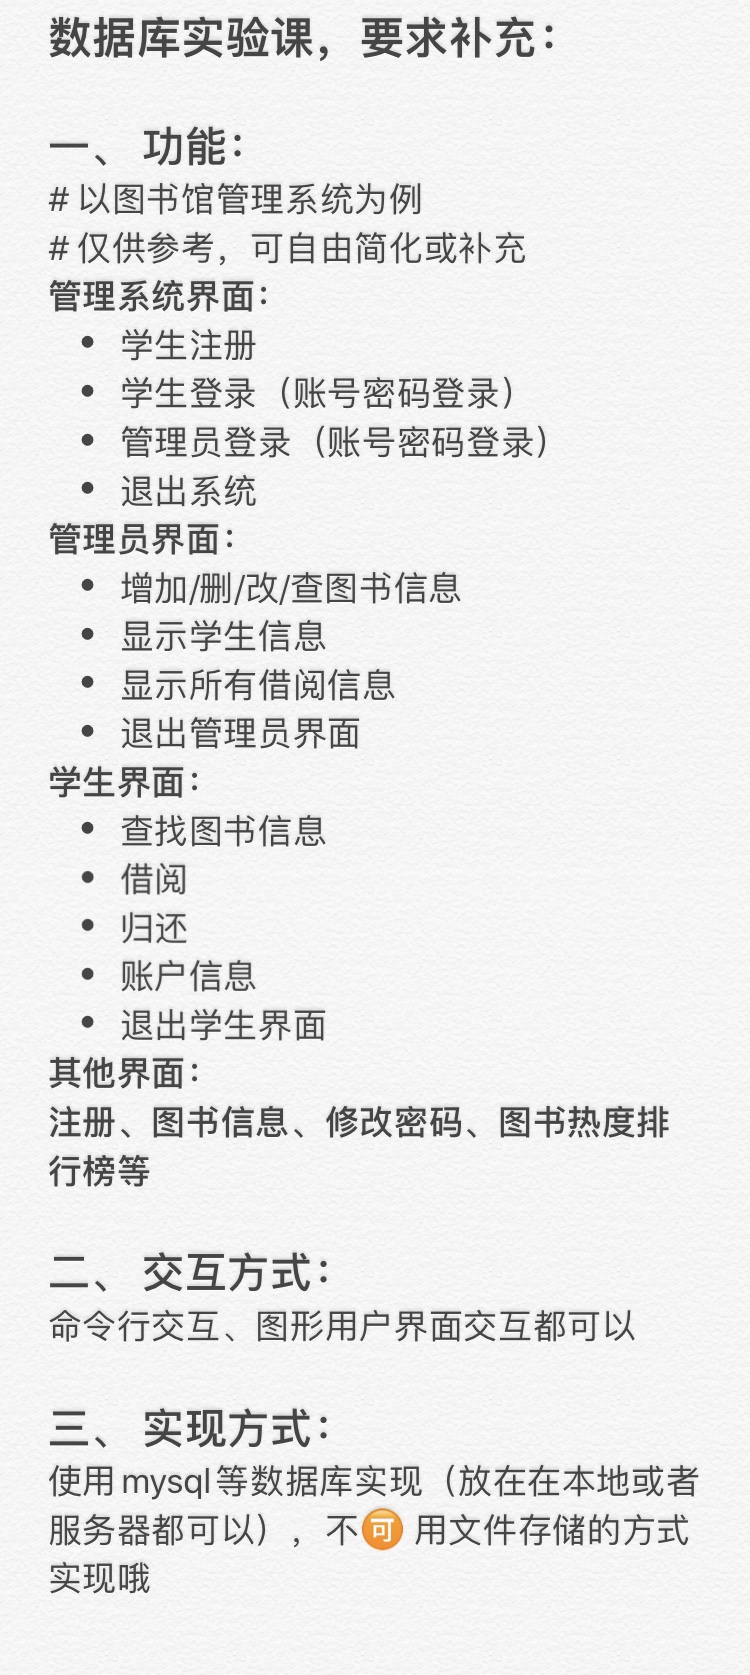 数据库实验课，要求补充：
一、 功能：
# 以图书馆管理系统为例
# 仅供参考，可自由简化或补充
管理系统界面：
• 学生注册
• 学生登录（账号密码登录）
• 管理员登录（账号密码登录）
• 退出系统
管理员界面：
• 增加/删/改/查图书信息
• 显示学生信息
• 显示所有借阅信息
• 退出管理员界面
学生界面：
• 查找图书信息
• 借阅
• 归还
• 账户信息
• 退出学生界面
其他界面：
注册、图书信息、修改密码、图书热度排
行榜等
二、 交互方式：
命令行交互、图形用户界面交互都可以
三、 实现方式：
使用mysql等数据库实现（放在在本地或者
服务器都可以），不🉑 用文件存储的方式
实现哦